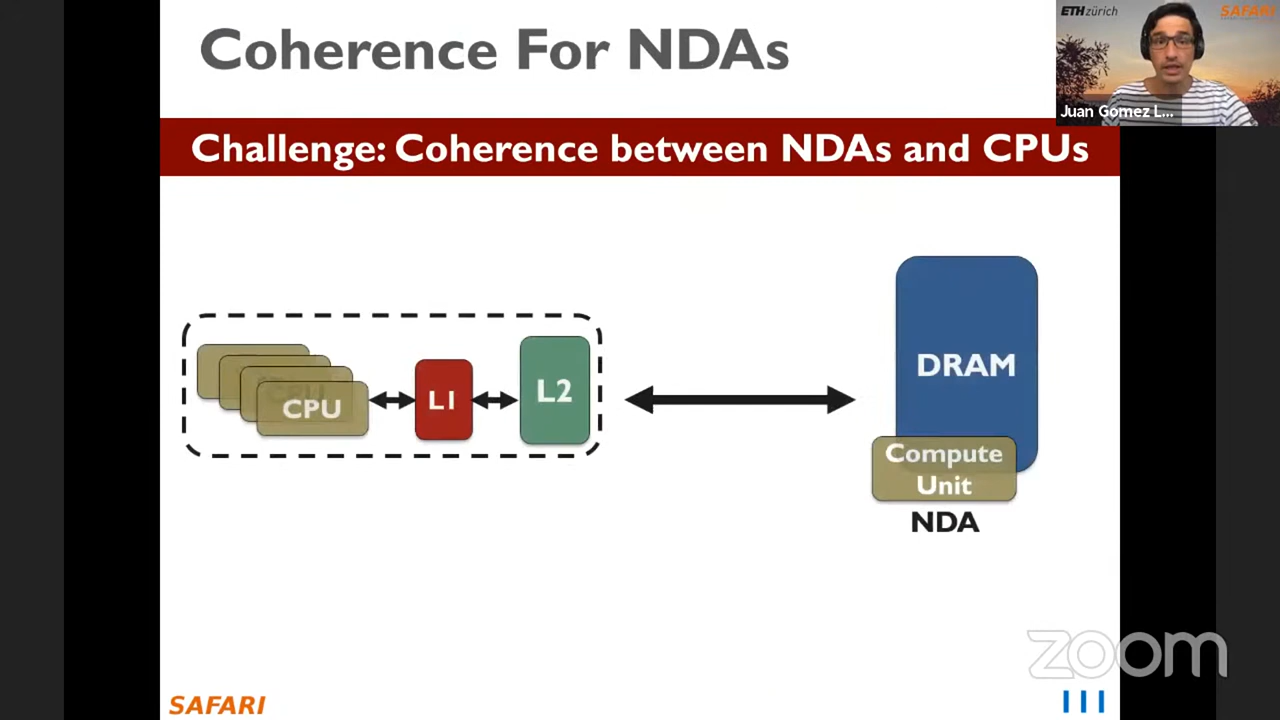 Coherence For NDAs
ETH zürich
SAFARI
Juan Gomez L...
Challenge: Coherence between NDAs and CPUs
CPU
L1
L2
DRAM
Compute
Unit
NDA
zoom
SAFARI
111